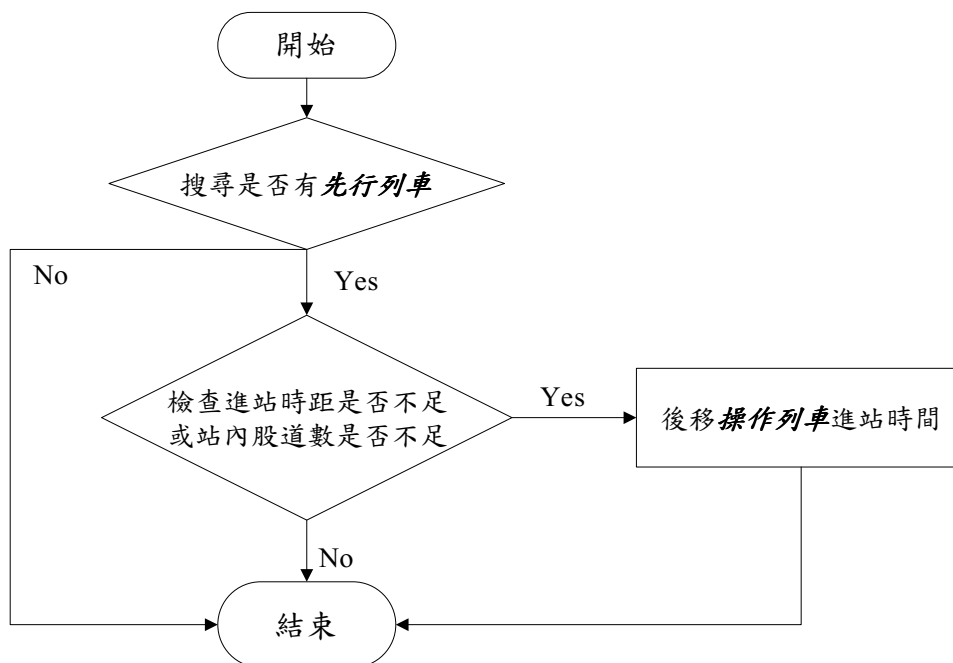 開始
搜尋是否有先行列車
No
Yes
檢查進站時距是否不足
或站內股道數是否不足
Yes
後移操作列車進站時間
No
結束